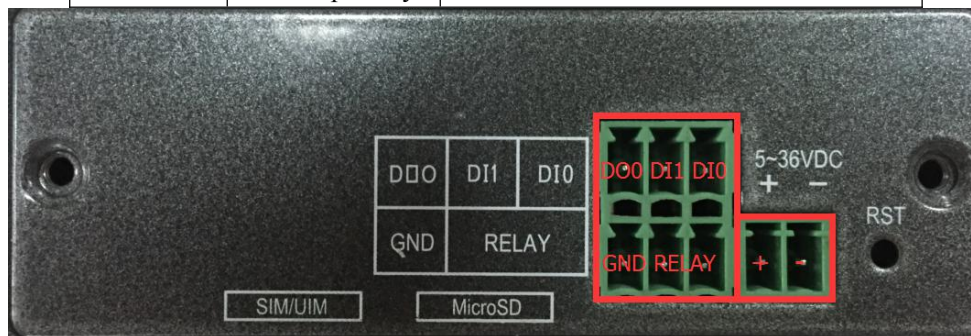 DO0 DI1 DI0
GND RELAY
DO0 DI1 DI0
GND RELAY
5~36VDC
+ -
+ -
RST
SIM/UIM
MicroSD